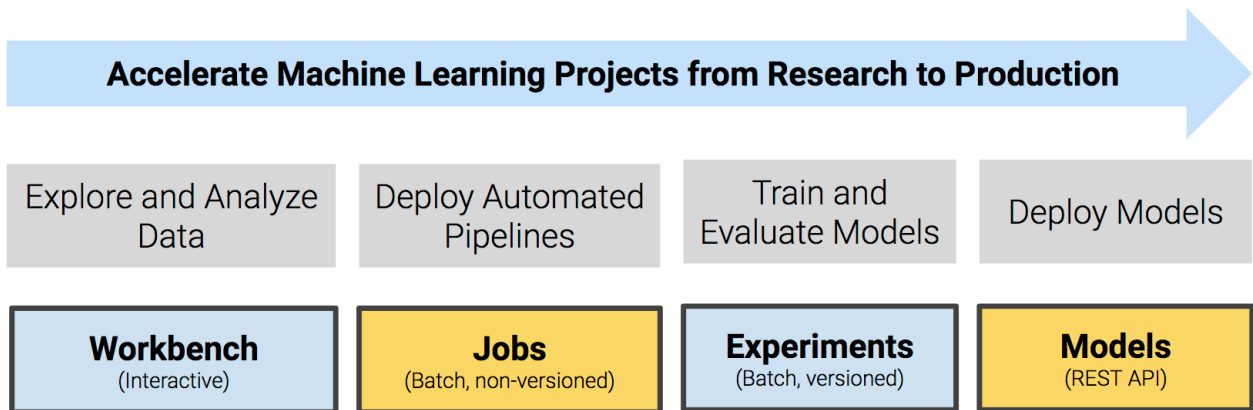 Accelerate Machine Learning Projects from Research to Production
Explore and Analyze
Data
Deploy Automated
Pipelines
Train and
Evaluate Models
Deploy Models
Workbench
(Interactive)
Jobs
(Batch, non-versioned)
Experiments
(Batch, versioned)
Models
(REST API)